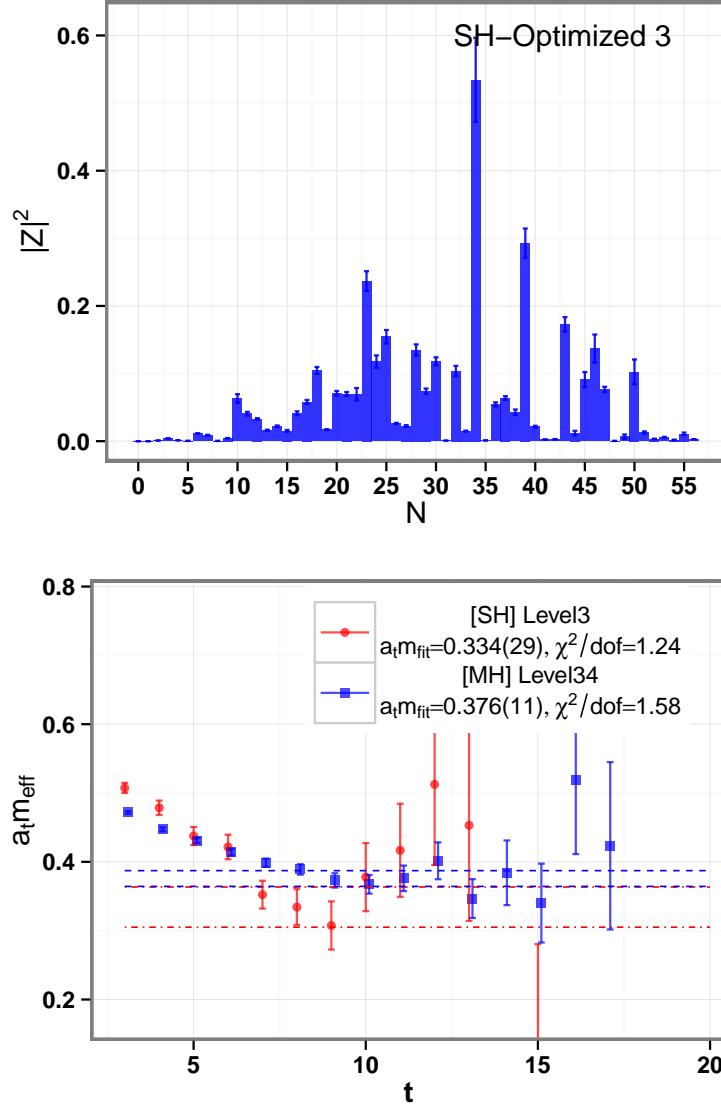 SH−Optimized 3
|Z|²
0.6
0.4
0.2
0.0
0 5 10 15 20 25 30 35 40 45 50 55
N
0.8
0.6
0.4
0.2
aₜm_eff
[SH] Level3
aₜm_fit=0.334(29), χ²/dof=1.24
[MH] Level34
aₜm_fit=0.376(11), χ²/dof=1.58
5 10 15 20
t